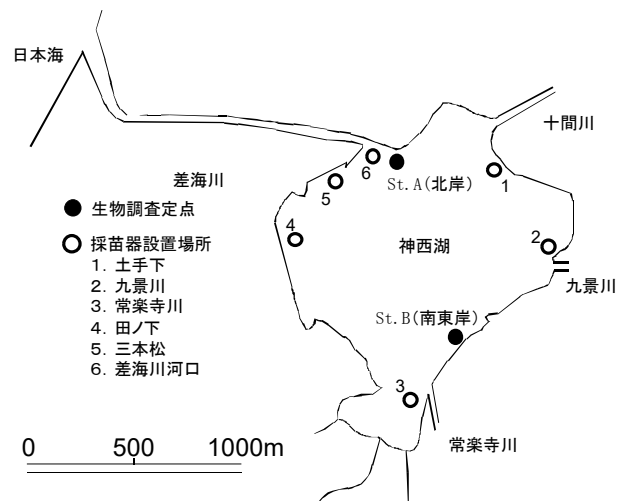 日本海
十間川
差海川
6
St.A(北岸)
1
5
● 生物調査定点
○ 採苗器設置場所
1. 土手下
2. 九景川
3. 常楽寺川
4. 田ノ下
5. 三本松
6. 差海川河口
4
神西湖
2
九景川
St.B(南東岸)
3
常楽寺川
0 500 1000m